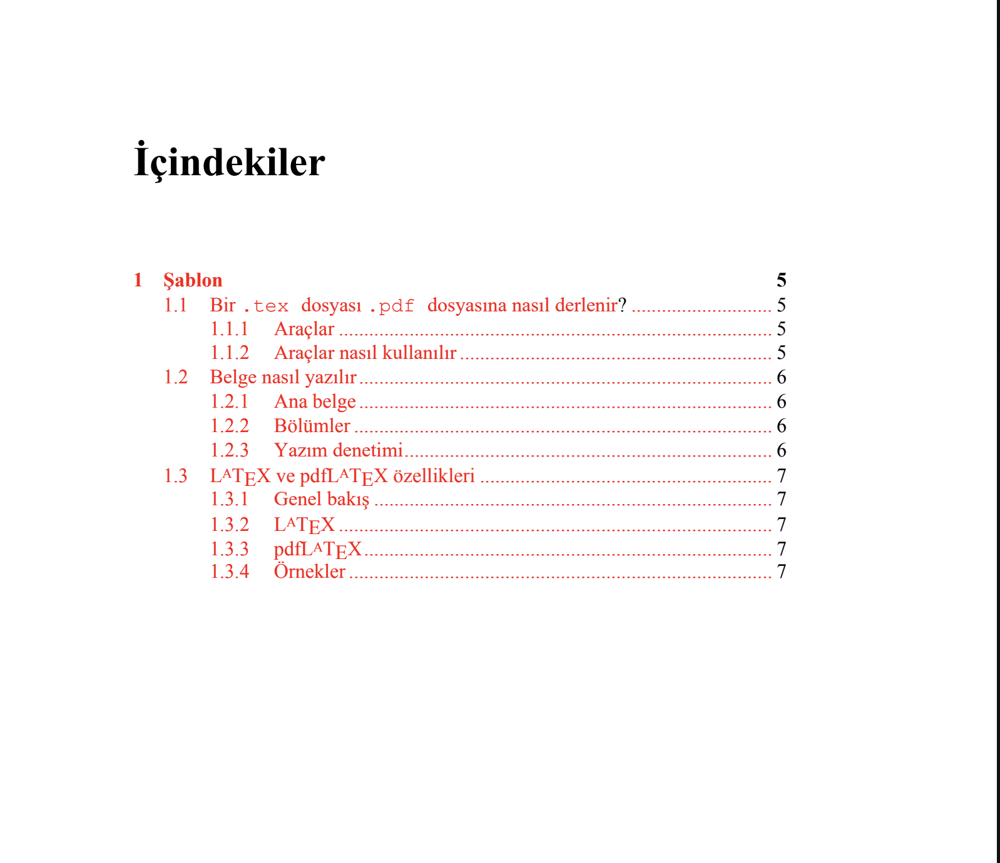 İçindekiler
1 Şablon 5
1.1 Bir .tex dosyası .pdf dosyasına nasıl derlenir? ............................ 5
1.1.1 Araçlar ........................................................................................ 5
1.1.2 Araçlar nasıl kullanılır ............................................................... 5
1.2 Belge nasıl yazılır ................................................................................... 6
1.2.1 Ana belge .................................................................................... 6
1.2.2 Bölümler ..................................................................................... 6
1.2.3 Yazım denetimi ........................................................................... 6
1.3 LATEX ve pdfLATEX özellikleri ........................................................... 7
1.3.1 Genel bakış ................................................................................. 7
1.3.2 LATEX ........................................................................................ 7
1.3.3 pdfLATEX ................................................................................... 7
1.3.4 Örnekler ...................................................................................... 7